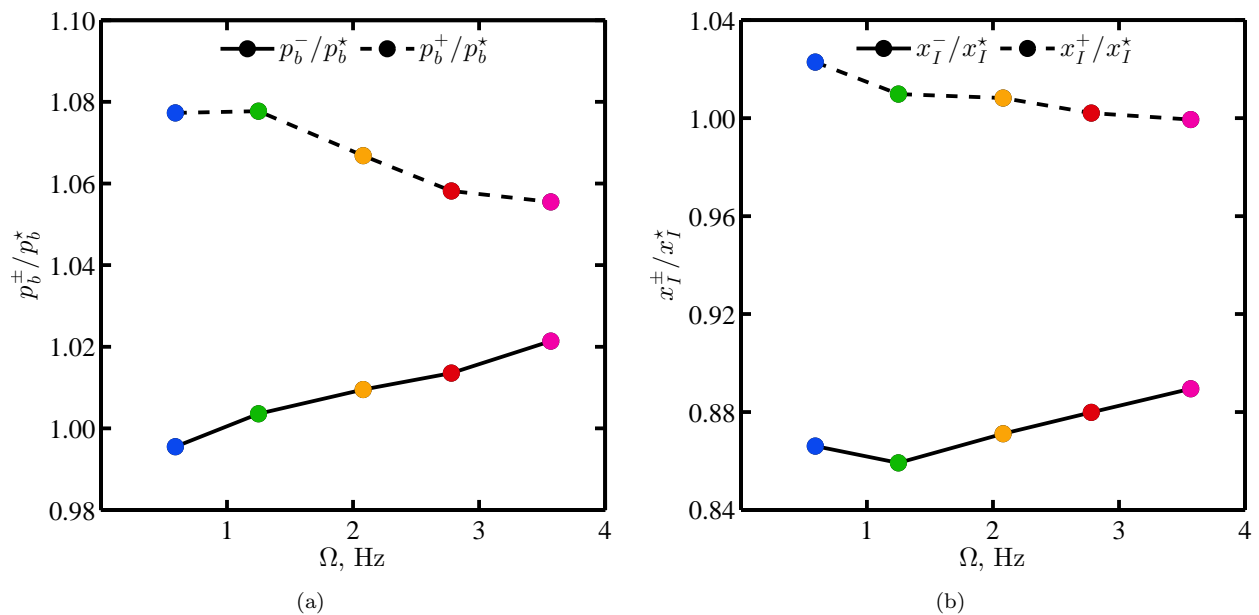 1.10
1.08
1.06
1.04
1.02
1.00
0.98
p_b^±/p_b^⋆
p_b^-/p_b^⋆ p_b^+/p_b^⋆
1 2 3 4
Ω, Hz
(a)
1.04
1.00
0.96
0.92
0.88
0.84
x_I^±/x_I^⋆
x_I^-/x_I^⋆ x_I^+/x_I^⋆
1 2 3 4
Ω, Hz
(b)